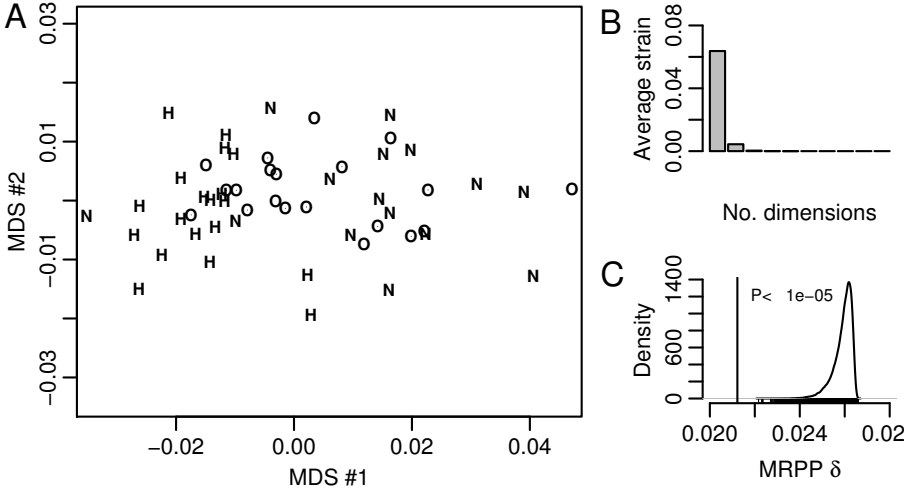 A
MDS #2
0.03
0.01
−0.01
−0.03
N
H
N
O
H
O
H N
H N
O
O
O
O
O
H N
N
O O O O
N
H H
H H O N
H O O
O
N
N O
H
N
H O
O
H H N O N
O
H
H
H N
H N
H
−0.02 0.00 0.02 0.04
MDS #1
B
Average strain
0.08
0.04
0.00
No. dimensions
C
Density
1400
600
0
P< 1e−05
0.020 0.024 0.02
MRPP δ